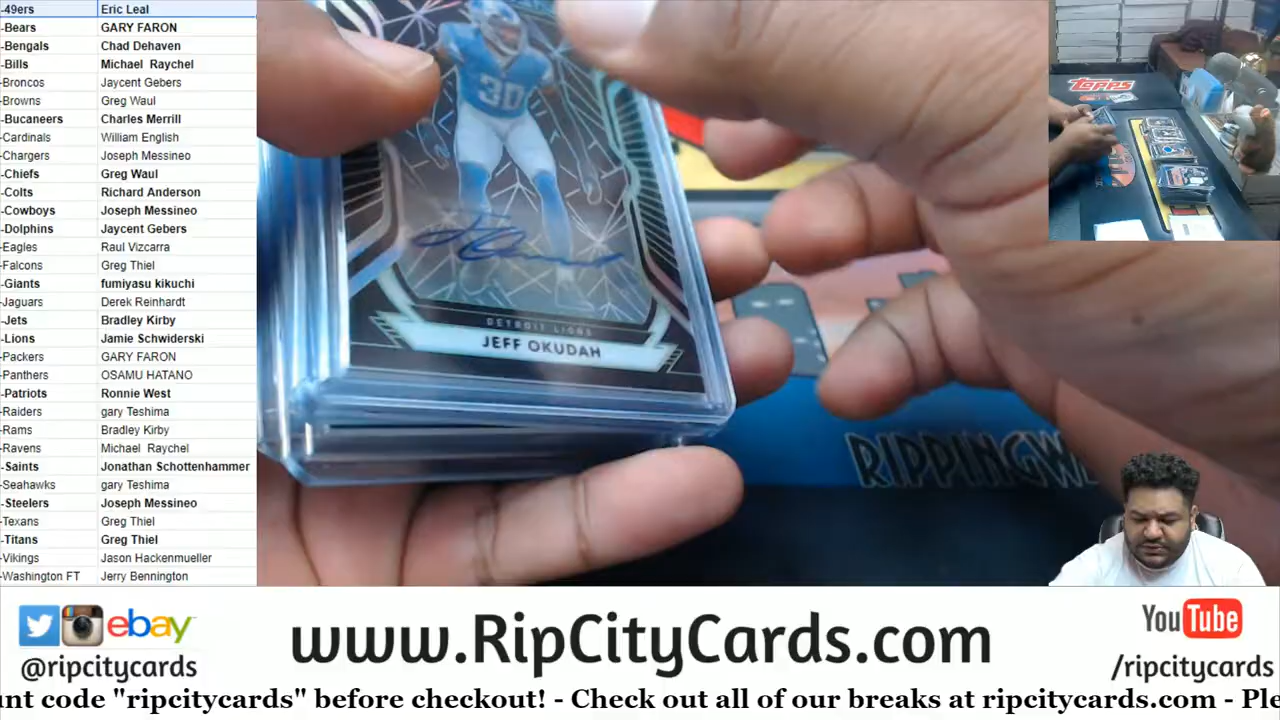 -49ers Eric Leal
-Bears GARY FARON
-Bengals Chad Dehaven
-Bills Michael Raychel
-Broncos Jaycent Gebers
-Browns Greg Waul
-Bucaneers Charles Merrill
-Cardinals William English
-Chargers Joseph Messineo
-Chiefs Greg Waul
-Colts Richard Anderson
-Cowboys Joseph Messineo
-Dolphins Jaycent Gebers
-Eagles Raul Vizcarra
-Falcons Greg Thiel
-Giants fumiyasu kikuchi
-Jaguars Derek Reinhardt
-Jets Bradley Kirby
-Lions Jamie Schwiderski
-Packers GARY FARON
-Panthers OSAMU HATANO
-Patriots Ronnie West
-Raiders gary Teshima
-Rams Bradley Kirby
-Ravens Michael Raychel
-Saints Jonathan Schottenhammer
-Seahawks gary Teshima
-Steelers Joseph Messineo
-Texans Greg Thiel
-Titans Greg Thiel
-Vikings Jason Hackenmueller
-Washington FT Jerry Bennington
30
DETROIT LIONS
JEFF OKUDAH
TOPPS
RIPPINGW
ebay
@ripcitycards
www.RipCityCards.com
YouTube
/ripcitycards
unt code "ripcitycards" before checkout! - Check out all of our breaks at ripcitycards.com - Ple